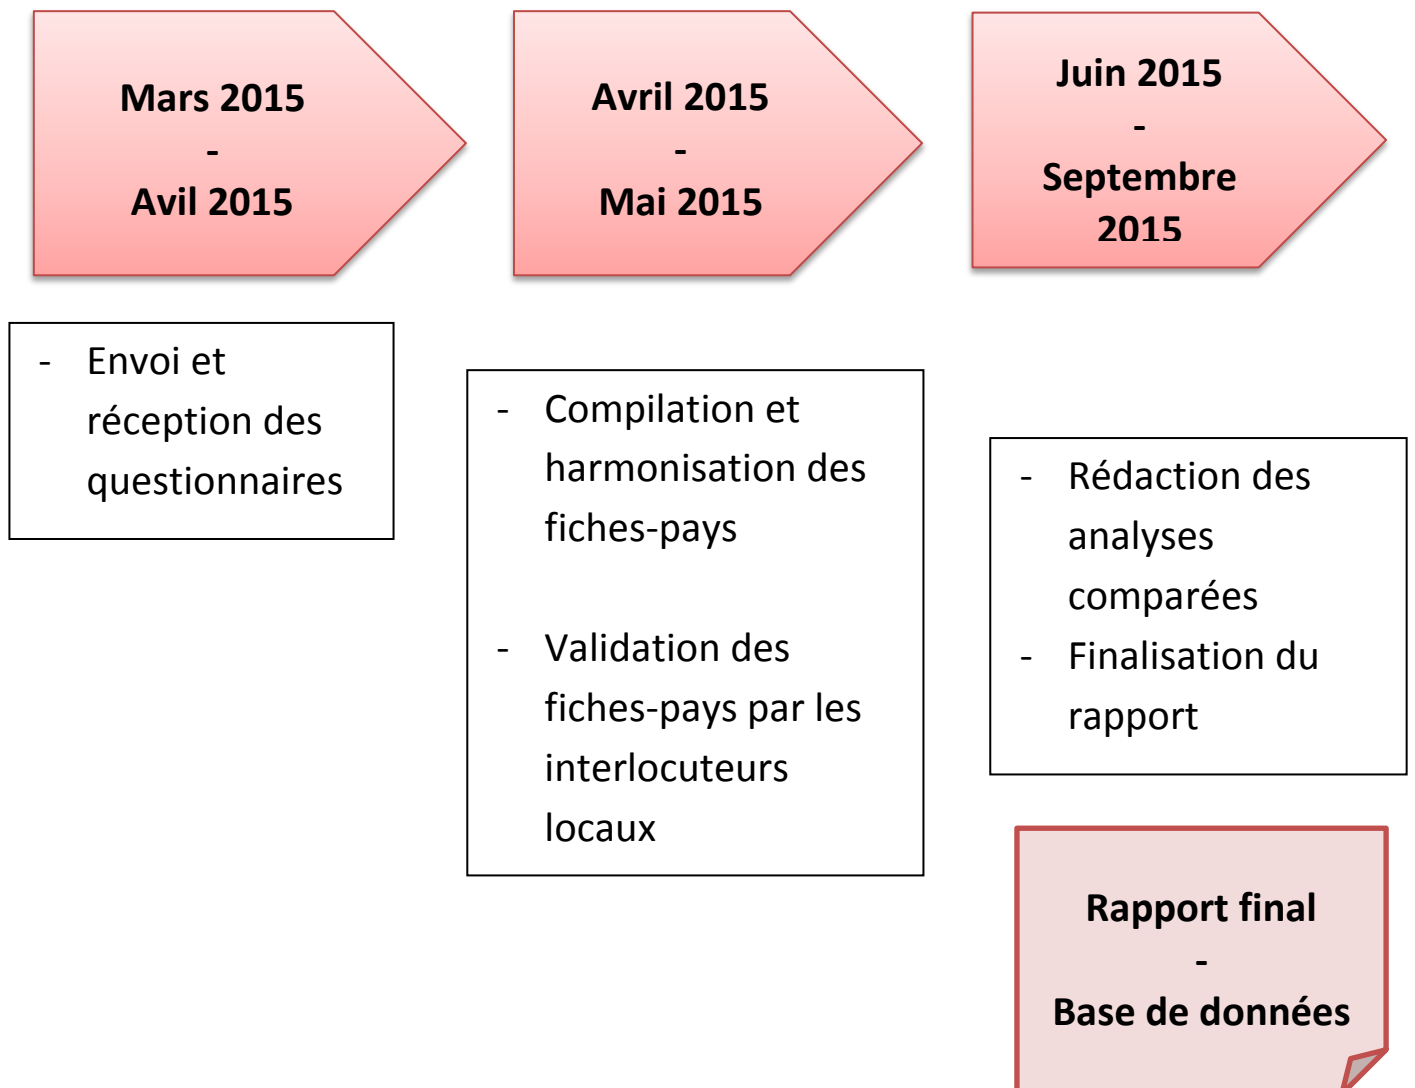 Mars 2015
-
Avil 2015
Avril 2015
-
Mai 2015
Juin 2015
-
Septembre
2015
- Envoi et
réception des
questionnaires
- Compilation et
harmonisation des
fiches-pays
- Validation des
fiches-pays par les
interlocuteurs
locaux
- Rédaction des
analyses
comparées
- Finalisation du
rapport
Rapport final
-
Base de données